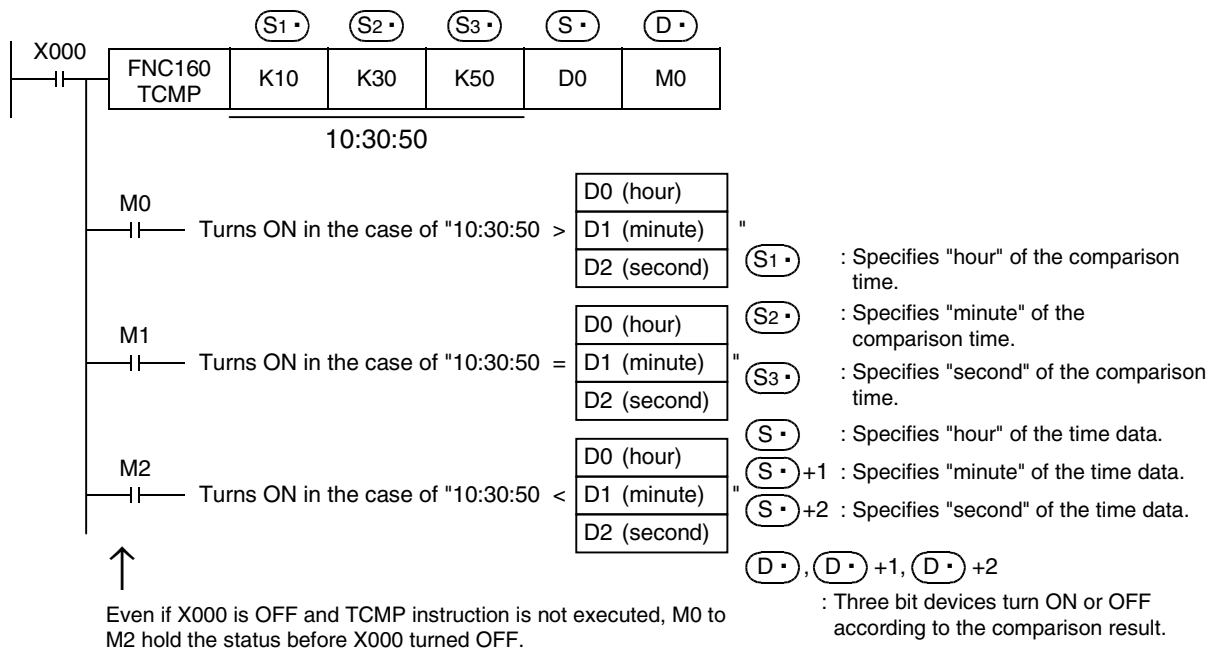 S1・ S2・ S3・ S・ D・
X000
FNC160 TCMP K10 K30 K50 D0 M0
10:30:50
M0
Turns ON in the case of "10:30:50 >
D0 (hour)
D1 (minute)
D2 (second)
"
M1
Turns ON in the case of "10:30:50 =
D0 (hour)
D1 (minute)
D2 (second)
"
M2
Turns ON in the case of "10:30:50 <
D0 (hour)
D1 (minute)
D2 (second)
"
Even if X000 is OFF and TCMP instruction is not executed, M0 to
M2 hold the status before X000 turned OFF.
S1・ : Specifies "hour" of the comparison
time.
S2・ : Specifies "minute" of the
comparison time.
S3・ : Specifies "second" of the comparison
time.
S・ : Specifies "hour" of the time data.
S・+1 : Specifies "minute" of the time data.
S・+2 : Specifies "second" of the time data.
D・, D・ +1, D・ +2
: Three bit devices turn ON or OFF
according to the comparison result.